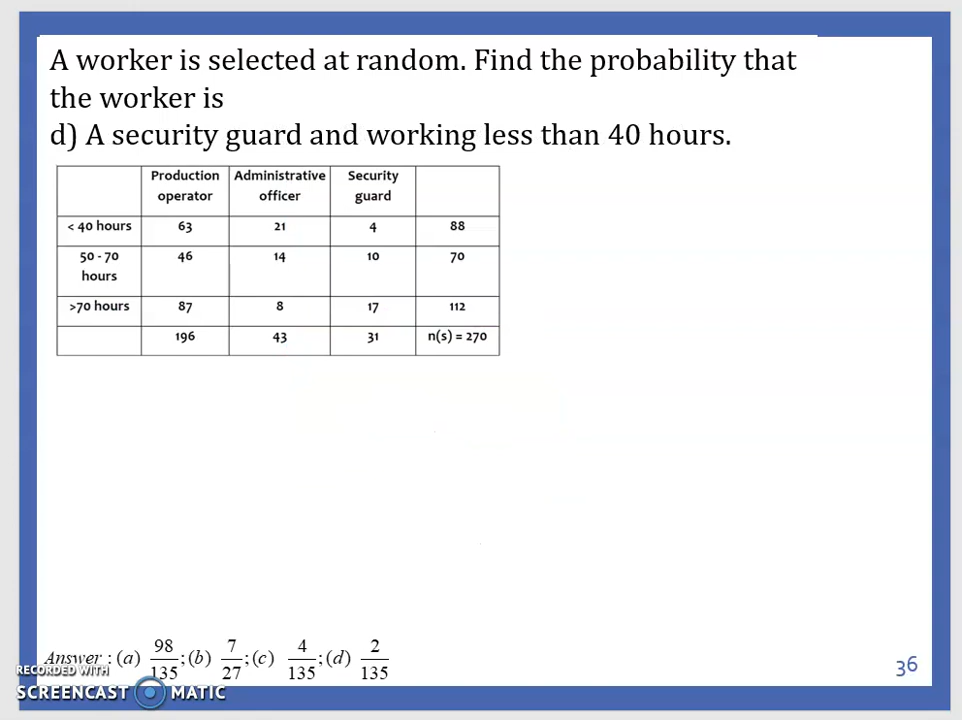 A worker is selected at random. Find the probability that
the worker is
d) A security guard and working less than 40 hours.
Production operator Administrative officer Security guard
< 40 hours 63 21 4 88
50 - 70 hours 46 14 10 70
>70 hours 87 8 17 112
196 43 31 n(s) = 270
Answer : (a) 98/135 ; (b) 7/27 ; (c) 4/135 ; (d) 2/135
RECORDED WITH
SCREENCAST MATIC
36